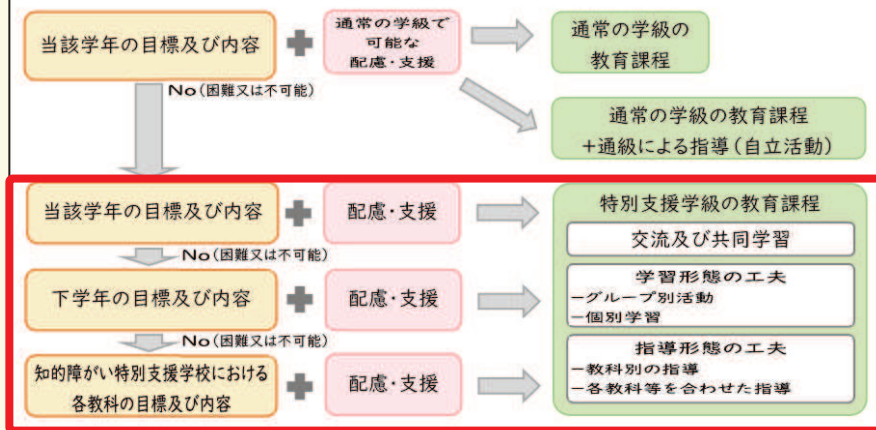 当該学年の目標及び内容
通常の学級で
可能な
配慮・支援
通常の学級の
教育課程
No(困難又は不可能)
通常の学級の教育課程
+通級による指導(自立活動)
当該学年の目標及び内容
配慮・支援
特別支援学級の教育課程
交流及び共同学習
No(困難又は不可能)
下学年の目標及び内容
配慮・支援
学習形態の工夫
－グループ別活動
－個別学習
No(困難又は不可能)
知的障がい特別支援学校における
各教科の目標及び内容
配慮・支援
指導形態の工夫
－教科別の指導
－各教科等を合わせた指導